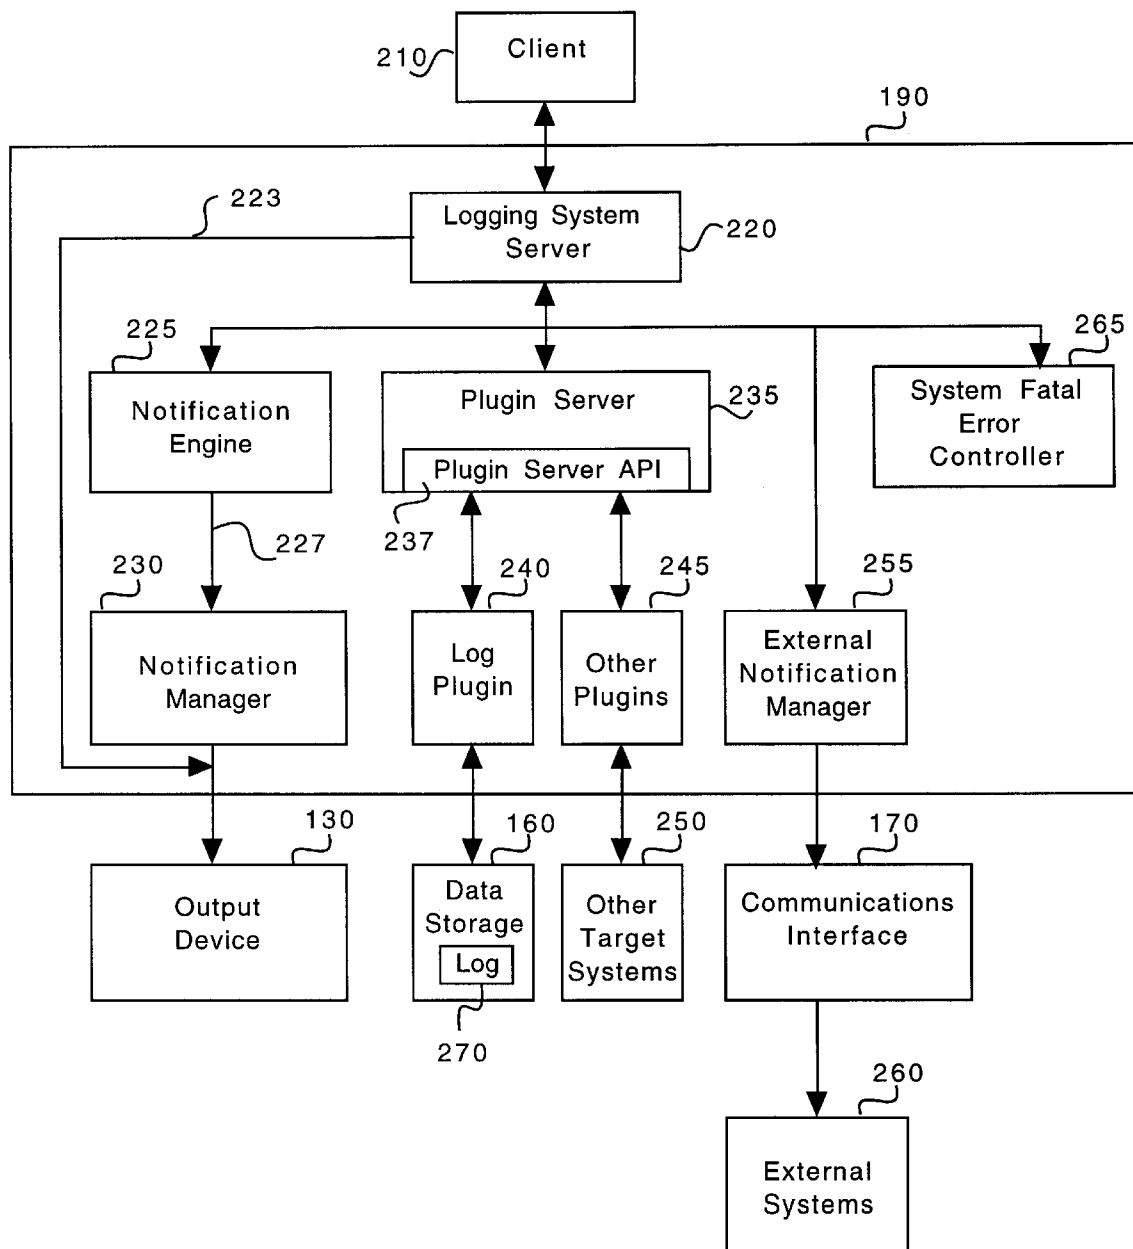 Client
210
190
223
Logging System
Server
220
225
265
Notification
Engine
Plugin Server
235
System Fatal
Error
Controller
Plugin Server API
237
227
230
240
245
255
Notification
Manager
Log
Plugin
Other
Plugins
External
Notification
Manager
130
160
250
170
Output
Device
Data
Storage
Log
Other
Target
Systems
Communications
Interface
270
260
External
Systems